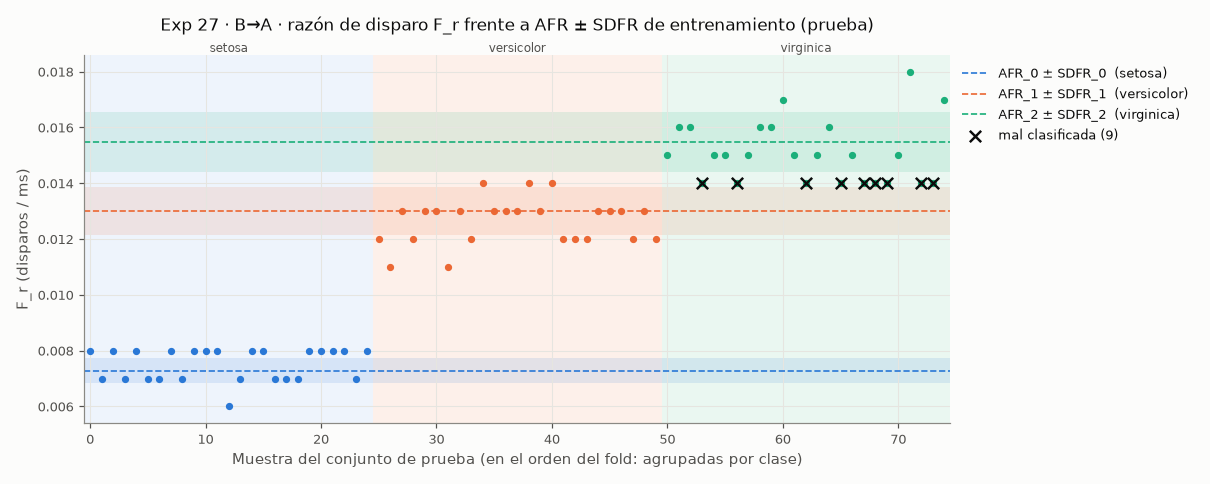 Exp 27 · B→A · razón de disparo F_r frente a AFR ± SDFR de entrenamiento (prueba)
setosa
versicolor
virginica
AFR_0 ± SDFR_0 (setosa)
AFR_1 ± SDFR_1 (versicolor)
AFR_2 ± SDFR_2 (virginica)
mal clasificada (9)
F_r (disparos / ms)
0.018
0.016
0.014
0.012
0.010
0.008
0.006
0
10
20
30
40
50
60
70
Muestra del conjunto de prueba (en el orden del fold: agrupadas por clase)